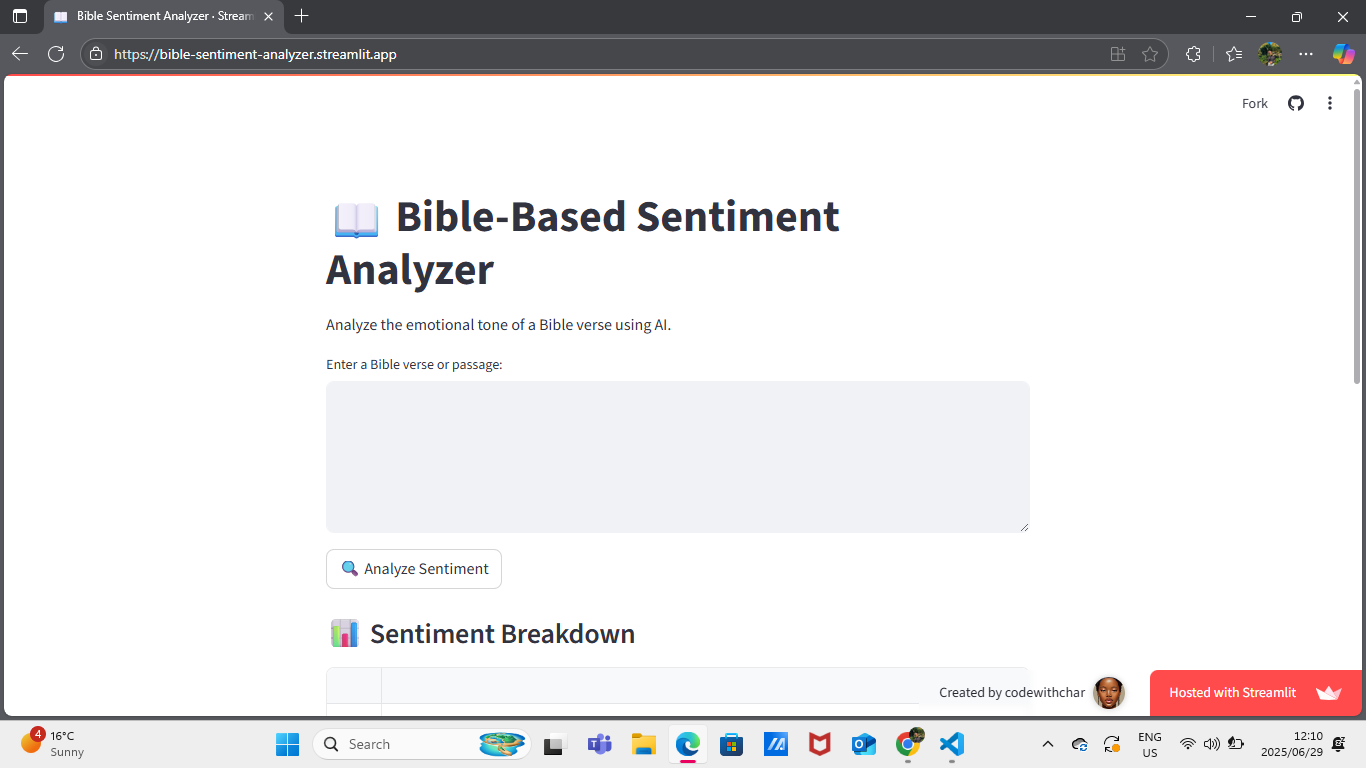 Bible Sentiment Analyzer · Stream
https://bible-sentiment-analyzer.streamlit.app
Fork
Bible-Based Sentiment
Analyzer
Analyze the emotional tone of a Bible verse using AI.
Enter a Bible verse or passage:
Analyze Sentiment
Sentiment Breakdown
Created by codewithchar
Hosted with Streamlit
4
16°C
Sunny
Search
ENG
US
12:10
2025/06/29